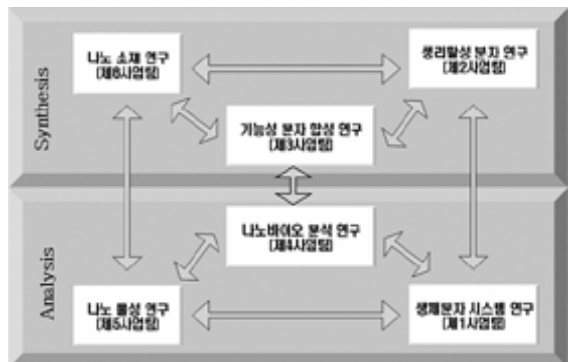 Synthesis
나노 소재 연구
(제6사업팀)
생리활성 분자 연구
(제2사업팀)
기능성 분자 합성 연구
(제3사업팀)
Analysis
나노바이오 분석 연구
(제4사업팀)
나노 물성 연구
(제5사업팀)
생체분자 시스템 연구
(제1사업팀)